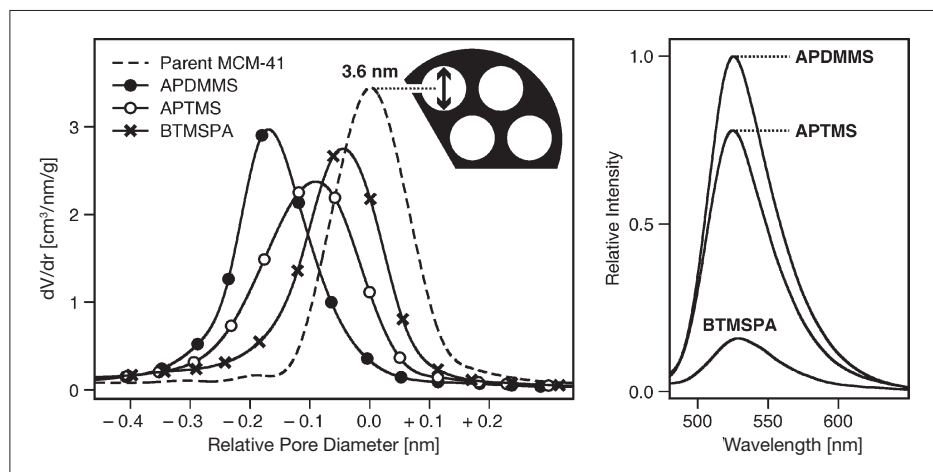 Parent MCM-41
APDMMS
APTMS
BTMSPA
3.6 nm
3
2
1
0
dV/dr [cm³/nm/g]
– 0.4
– 0.3
– 0.2
– 0.1
0.0
+ 0.1
+ 0.2
Relative Pore Diameter [nm]
1.0
0.5
0.0
Relative Intensity
APDMMS
APTMS
BTMSPA
500
550
600
Wavelength [nm]